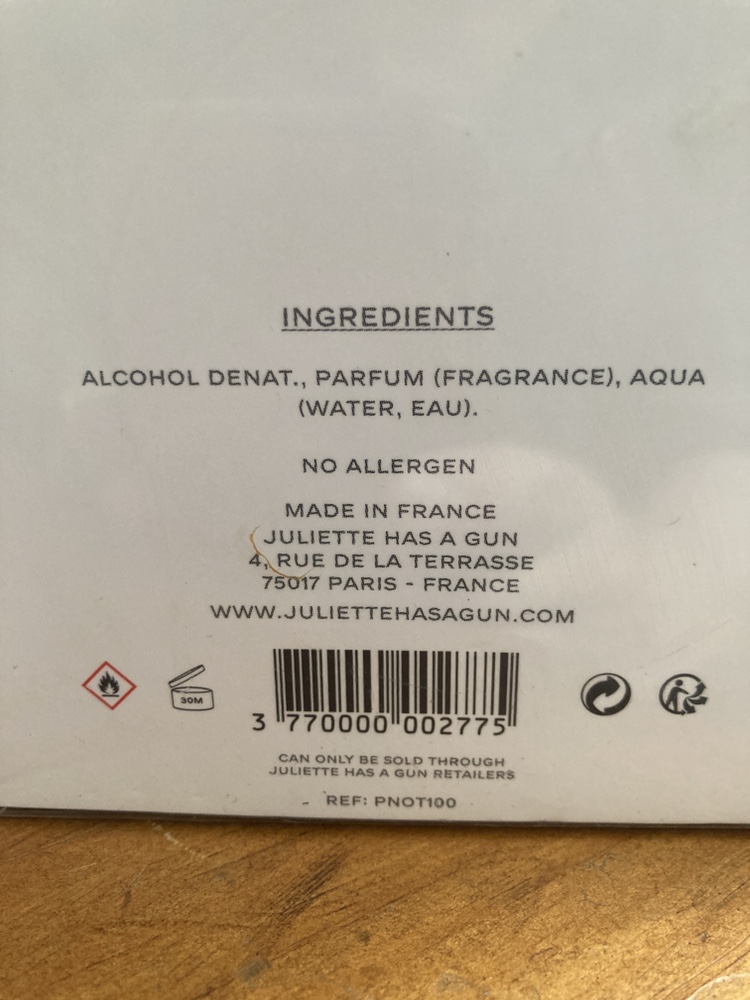 INGREDIENTS
ALCOHOL DENAT., PARFUM (FRAGRANCE), AQUA
(WATER, EAU).
NO ALLERGEN
MADE IN FRANCE
JULIETTE HAS A GUN
4, RUE DE LA TERRASSE
75017 PARIS - FRANCE
WWW.JULIETTEHASAGUN.COM
30M
3 770000 002775
CAN ONLY BE SOLD THROUGH
JULIETTE HAS A GUN RETAILERS
REF: PNOT100